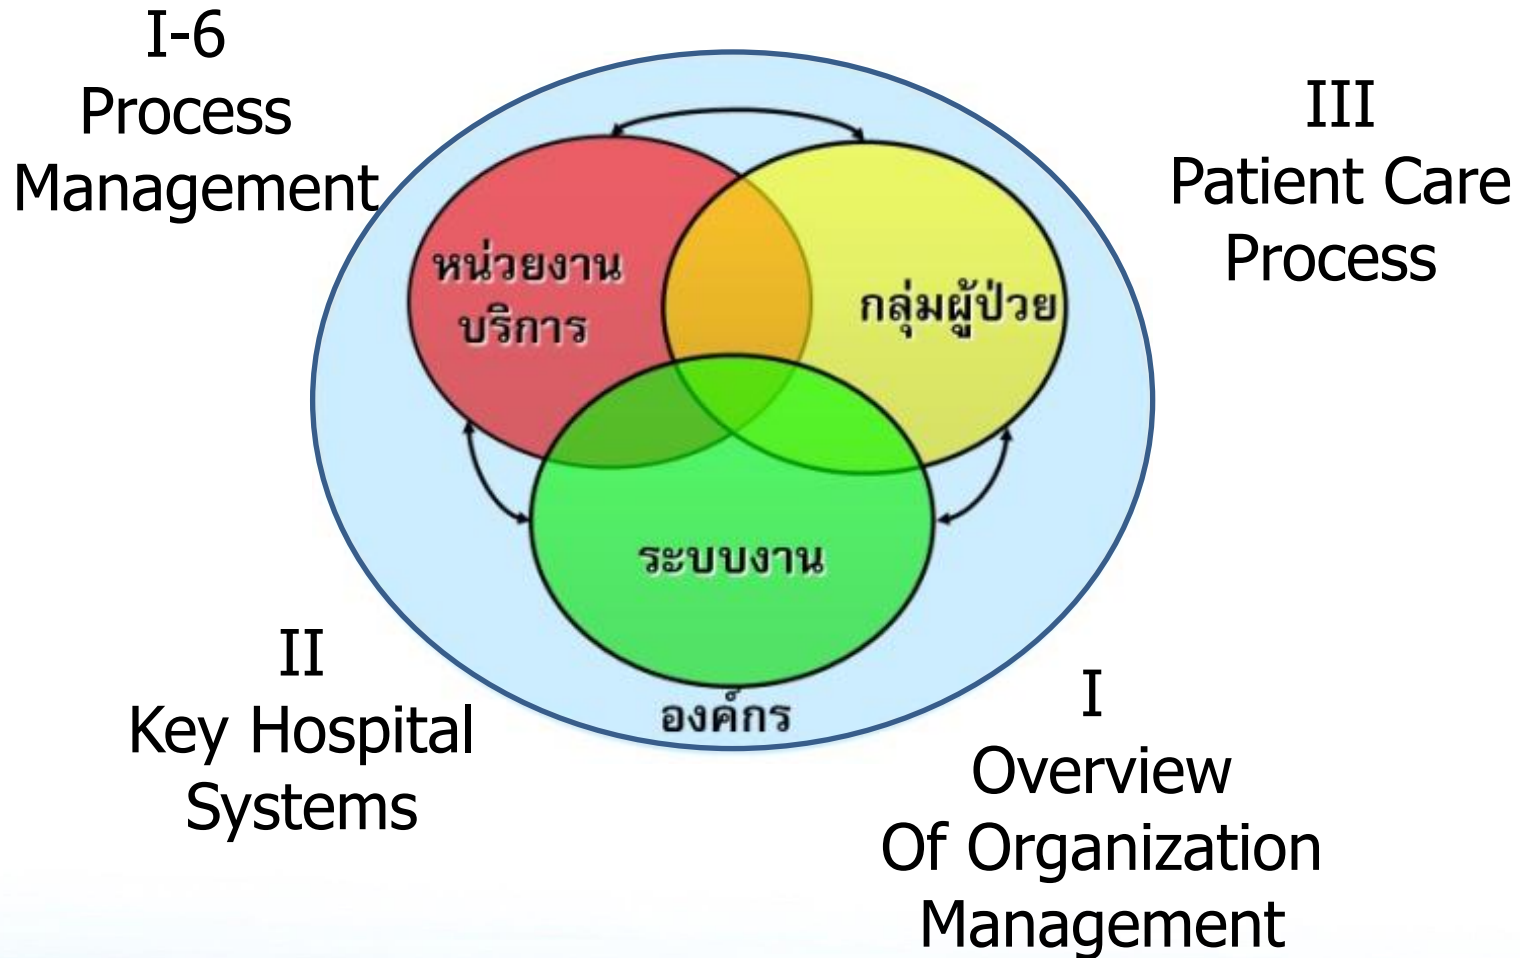 I-6
Process
Management
III
Patient Care
Process
หน่วยงาน
บริการ
กลุ่มผู้ป่วย
ระบบงาน
องค์กร
II
Key Hospital
Systems
I
Overview
Of Organization
Management